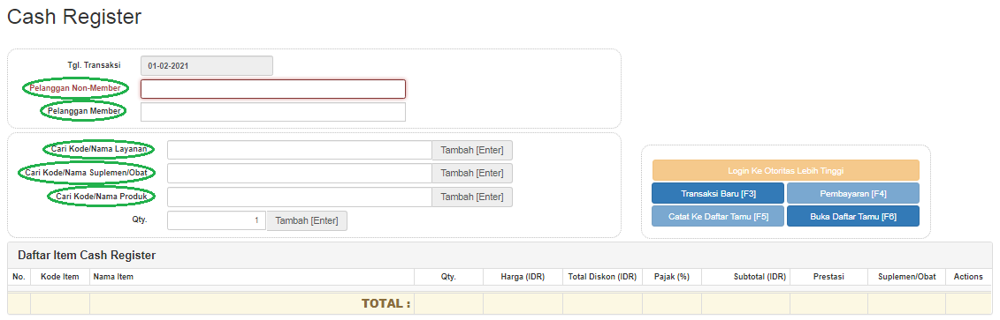 Cash Register
Tgl. Transaksi 01-02-2021
Pelanggan Non-Member
Pelanggan Member
Cari Kode/Nama Layanan Tambah [Enter]
Cari Kode/Nama Suplemen/Obat Tambah [Enter]
Cari Kode/Nama Produk Tambah [Enter]
Qty. 1 Tambah [Enter]
Login Ke Otoritas Lebih Tinggi
Transaksi Baru [F3] Pembayaran [F4]
Catat Ke Daftar Tamu [F5] Buka Daftar Tamu [F6]
Daftar Item Cash Register
No. Kode Item Nama Item Qty. Harga (IDR) Total Diskon (IDR) Pajak (%) Subtotal (IDR) Prestasi Suplemen/Obat Actions
TOTAL :